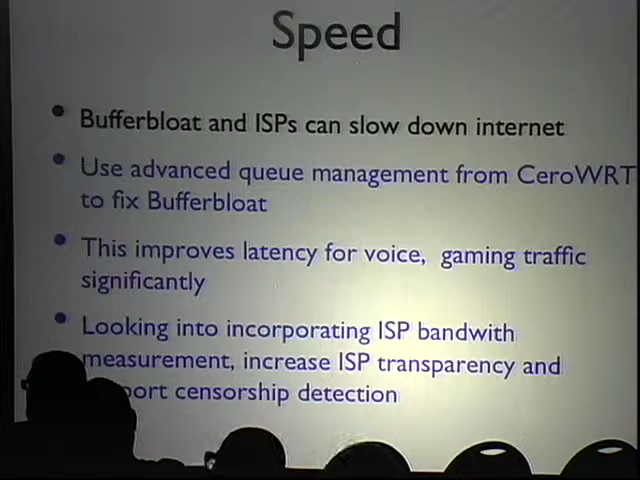 Speed
Bufferbloat and ISPs can slow down internet
Use advanced queue management from CeroWRT
to fix Bufferbloat
This improves latency for voice, gaming traffic
significantly
Looking into incorporating ISP bandwith
measurement, increase ISP transparency and
censorship detection